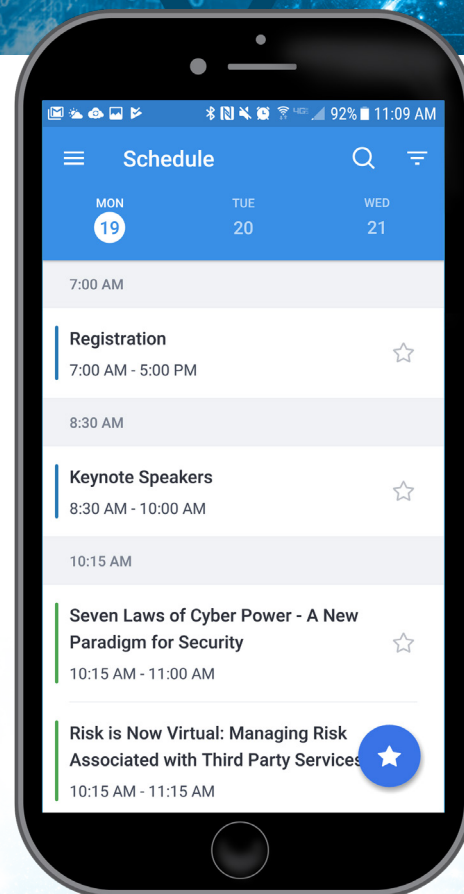 92% 11:09 AM
Schedule
MON TUE WED
19 20 21
7:00 AM
Registration
7:00 AM - 5:00 PM
8:30 AM
Keynote Speakers
8:30 AM - 10:00 AM
10:15 AM
Seven Laws of Cyber Power - A New
Paradigm for Security
10:15 AM - 11:00 AM
Risk is Now Virtual: Managing Risk
Associated with Third Party Services
10:15 AM - 11:15 AM